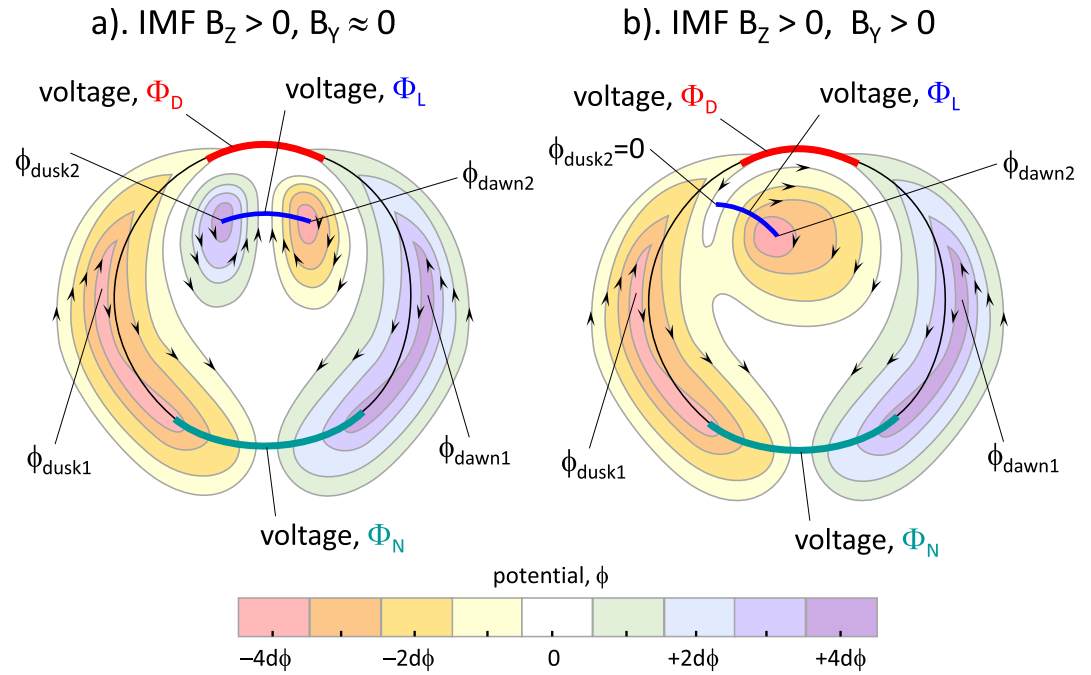 a). IMF B_Z > 0, B_Y ≈ 0
voltage, Φ_D
voltage, Φ_L
ϕ_dusk2
ϕ_dawn2
ϕ_dusk1
ϕ_dawn1
voltage, Φ_N
b). IMF B_Z > 0, B_Y > 0
voltage, Φ_D
voltage, Φ_L
ϕ_dusk2=0
ϕ_dawn2
ϕ_dusk1
ϕ_dawn1
voltage, Φ_N
potential, ϕ
–4dϕ –2dϕ 0 +2dϕ +4dϕ